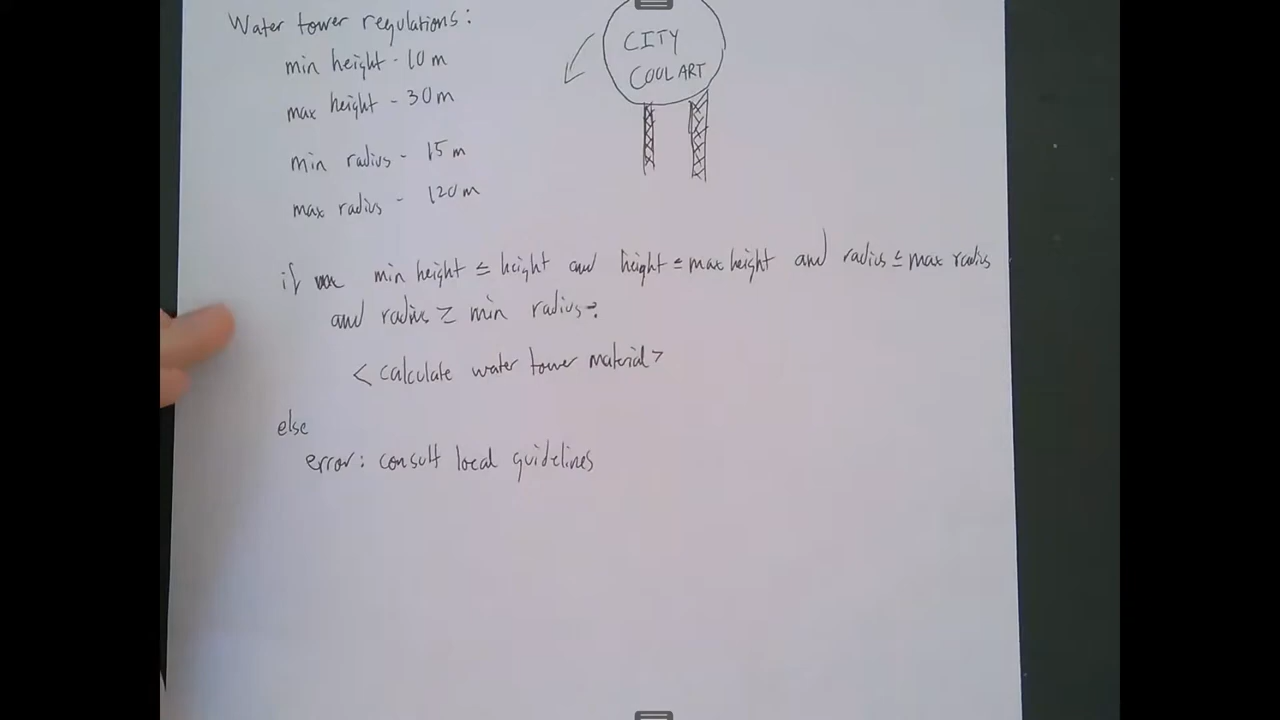 Water tower regulations:
min height - 10 m
max height - 30 m
min radius - 15 m
max radius - 120 m
CITY
COOL ART
if min height ≤ height and height ≤ max height and radius ≤ max radius
and radius ≥ min radius:
<calculate water tower material>
else
error: consult local guidelines